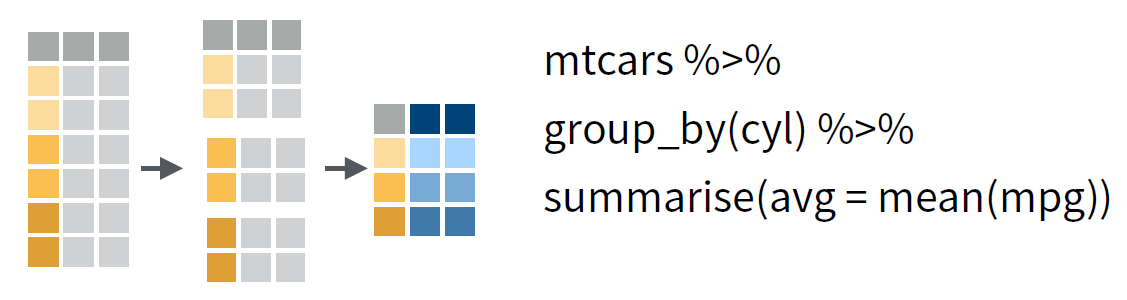 mtcars %>%
group_by(cyl) %>%
summarise(avg = mean(mpg))